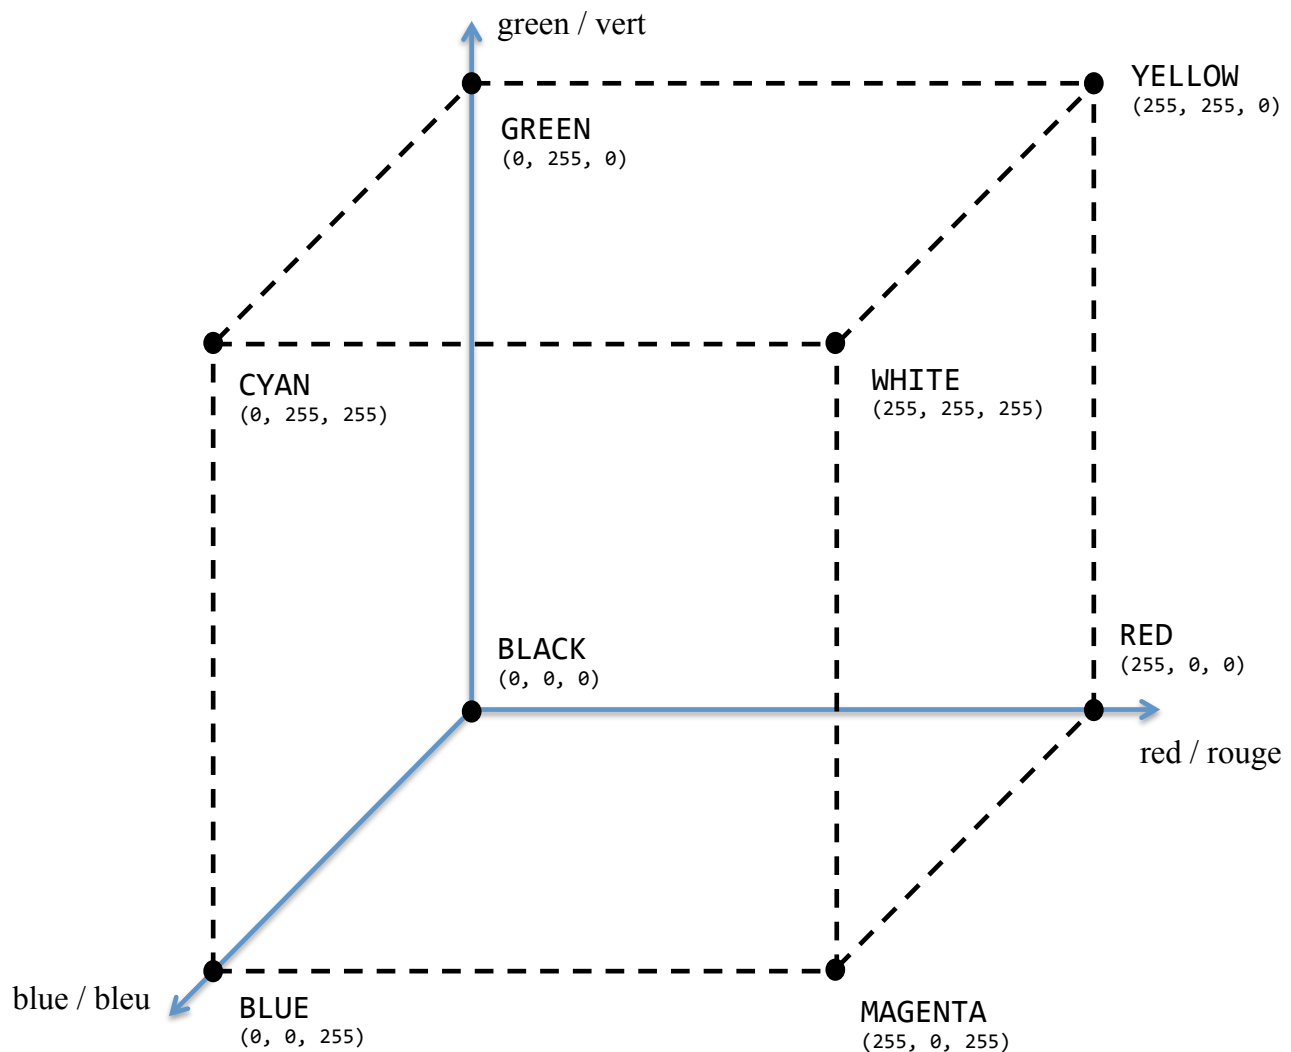 green / vert
YELLOW
(255, 255, 0)
GREEN
(0, 255, 0)
CYAN
(0, 255, 255)
WHITE
(255, 255, 255)
BLACK
(0, 0, 0)
RED
(255, 0, 0)
red / rouge
blue / bleu
BLUE
(0, 0, 255)
MAGENTA
(255, 0, 255)